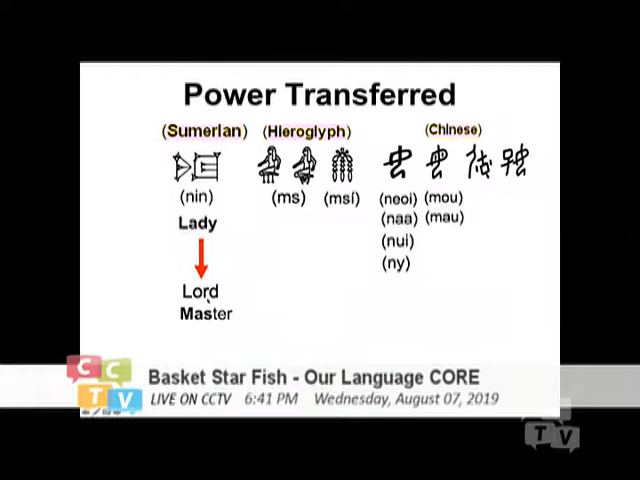 Power Transferred
(Sumerian) (Hieroglyph) (Chinese)
(nin) (ms) (msí) (neoi) (mou)
Lady (naa) (mau)
(nui)
(ny)
Lord
Master
CCTV
Basket Star Fish - Our Language CORE
LIVE ON CCTV 6:41 PM Wednesday, August 07, 2019
TV